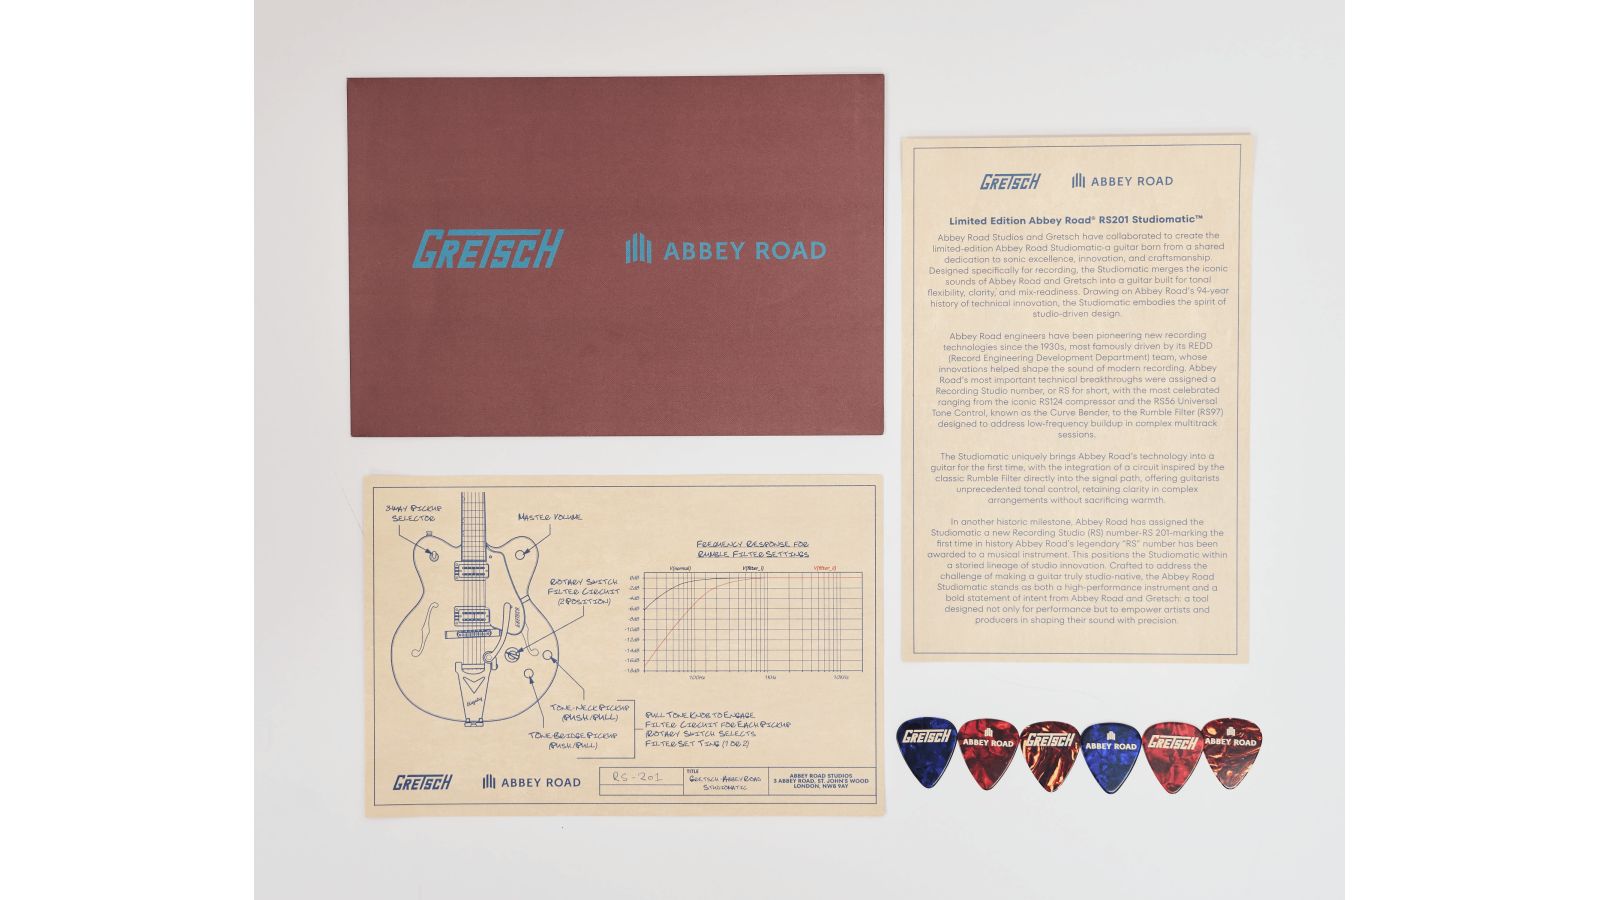 GRETSCH
ABBEY ROAD
GRETSCH
ABBEY ROAD
Limited Edition Abbey Road® RS201 Studiomatic™
Abbey Road Studios and Gretsch have collaborated to create the
limited-edition Abbey Road Studiomatic-a guitar born from a shared
dedication to sonic excellence, innovation, and craftsmanship.
Designed specifically for recording, the Studiomatic merges the iconic
sounds of Abbey Road and Gretsch into a guitar built for tonal
flexibility, clarity, and mix-readiness. Drawing on Abbey Road's 94-year
history of technical innovation, the Studiomatic embodies the spirit of
studio-driven design.
Abbey Road engineers have been pioneering new recording
technologies since the 1930s, most famously driven by its REDD
(Record Engineering Development Department) team, whose
innovations helped shape the sound of modern recording. Abbey
Road's most important technical breakthroughs were assigned a
Recording Studio number, or RS for short, with the most celebrated
ranging from the iconic RS124 compressor and the RS56 Universal
Tone Control, known as the Curve Bender, to the Rumble Filter (RS97)
designed to address low-frequency buildup in complex multitrack
sessions.
The Studiomatic uniquely brings Abbey Road's technology into a
guitar for the first time, with the integration of a circuit inspired by the
classic Rumble Filter directly into the signal path, offering guitarists
unprecedented tonal control, retaining clarity in complex
arrangements without sacrificing warmth.
In another historic milestone, Abbey Road has assigned the
Studiomatic a new Recording Studio (RS) number-RS 201-marking the
first time in history Abbey Road's legendary "RS" number has been
awarded to a musical instrument. This positions the Studiomatic within
a storied lineage of studio innovation. Crafted to address the
challenge of making a guitar truly studio-native, the Abbey Road
Studiomatic stands as both a high-performance instrument and a
bold statement of intent from Abbey Road and Gretsch: a tool
designed not only for performance but to empower artists and
producers in shaping their sound with precision.
3-WAY PICKUP
SELECTOR
MASTER VOLUME
ROTARY SWITCH
FILTER CIRCUIT
(2 POSITION)
FREQUENCY RESPONSE FOR
RUMBLE FILTER SETTINGS
V(normal)
V(filter_1)
V(filter_2)
0dB
-2dB
-4dB
-6dB
-8dB
-10dB
-12dB
-14dB
-16dB
-18dB
100Hz
1KHz
10KHz
TONE-NECK PICKUP
(PUSH/PULL)
TONE-BRIDGE PICKUP
(PUSH/PULL)
PULL TONE KNOB TO ENGAGE
FILTER CIRCUIT FOR EACH PICKUP
(ROTARY SWITCH SELECTS
FILTER SETTING (1 OR 2)
GRETSCH
ABBEY ROAD
RS-201
TITLE
GRETSCH-ABBEY ROAD
STUDIOMATIC
ABBEY ROAD STUDIOS
3 ABBEY ROAD, ST. JOHN'S WOOD
LONDON, NW8 9AY
GRETSCH
ABBEY ROAD
GRETSCH
ABBEY ROAD
GRETSCH
ABBEY ROAD